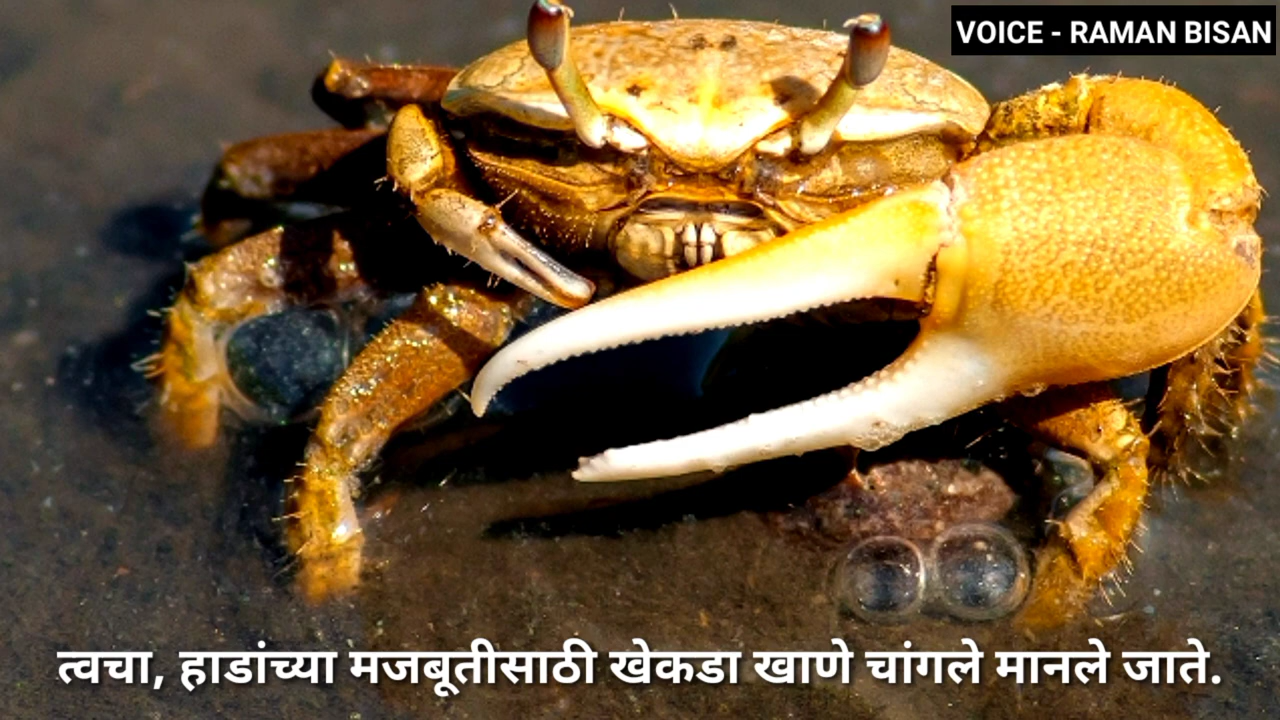 VOICE - RAMAN BISAN
त्वचा, हाडांच्या मजबूतीसाठी खेकडा खाणे चांगले मानले जाते.